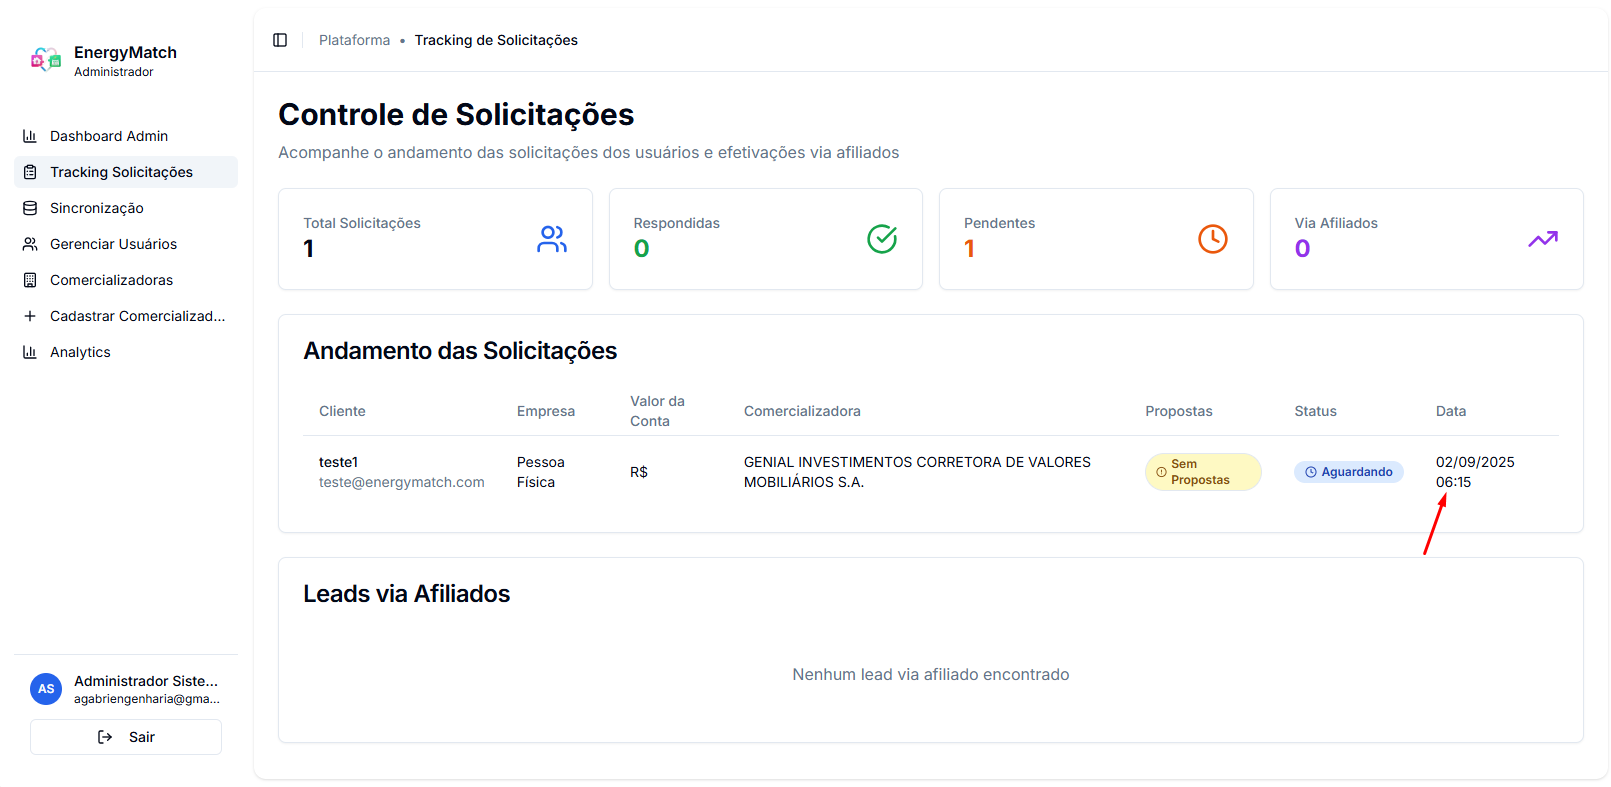 EnergyMatch
Administrador
Dashboard Admin
Tracking Solicitações
Sincronização
Gerenciar Usuários
Comercializadoras
Cadastrar Comercializad...
Analytics
AS
Administrador Siste...
agabriengenharia@gma...
Sair
Plataforma • Tracking de Solicitações
Controle de Solicitações
Acompanhe o andamento das solicitações dos usuários e efetivações via afiliados
Total Solicitações
1
Respondidas
0
Pendentes
1
Via Afiliados
0
Andamento das Solicitações
Cliente
Empresa
Valor da
Conta
Comercializadora
Propostas
Status
Data
teste1
teste@energymatch.com
Pessoa
Física
R$
GENIAL INVESTIMENTOS CORRETORA DE VALORES
MOBILIÁRIOS S.A.
Sem
Propostas
Aguardando
02/09/2025
06:15
Leads via Afiliados
Nenhum lead via afiliado encontrado